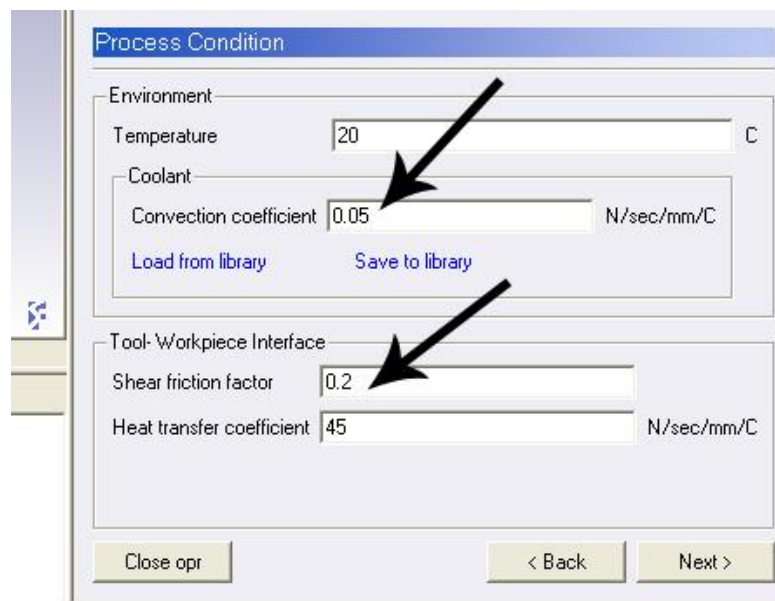 Process Condition
Environment
Temperature 20 C
Coolant
Convection coefficient 0.05 N/sec/mm/C
Load from library Save to library
Tool- Workpiece Interface
Shear friction factor 0.2
Heat transfer coefficient 45 N/sec/mm/C
Close opr < Back Next >